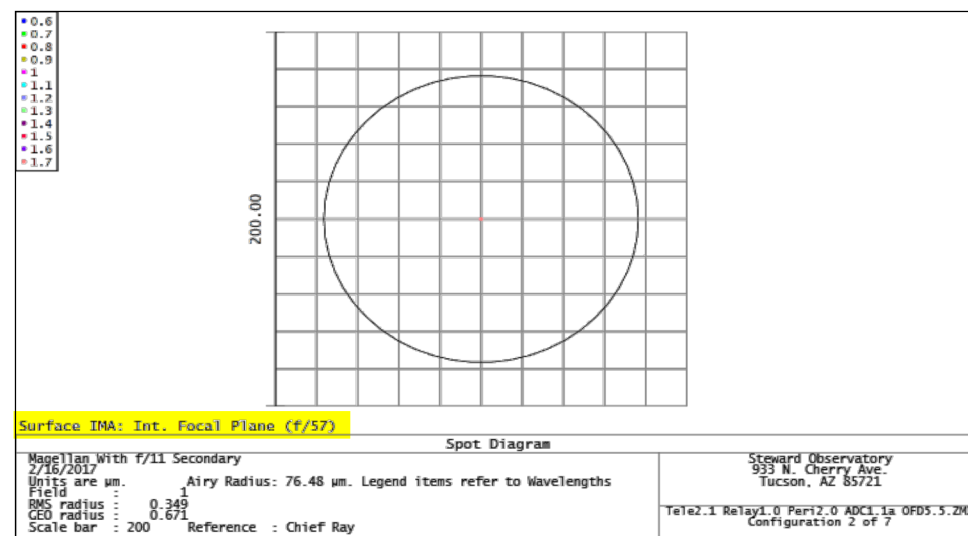 0.6
0.7
0.8
0.9
1
1.1
1.2
1.3
1.4
1.5
1.6
1.7
200.00
Surface IMA: Int. Focal Plane (f/57)
Spot Diagram
Magellan With f/11 Secondary
2/16/2017
Units are µm. Airy Radius: 76.48 µm. Legend items refer to Wavelengths
Field : 1
RMS radius : 0.349
GEO radius : 0.671
Scale bar : 200 Reference : Chief Ray
Steward Observatory
933 N. Cherry Ave.
Tucson, AZ 85721
Tele2.1 Relay1.0 Peri2.0 ADC1.1a OFD5.5.ZM
Configuration 2 of 7